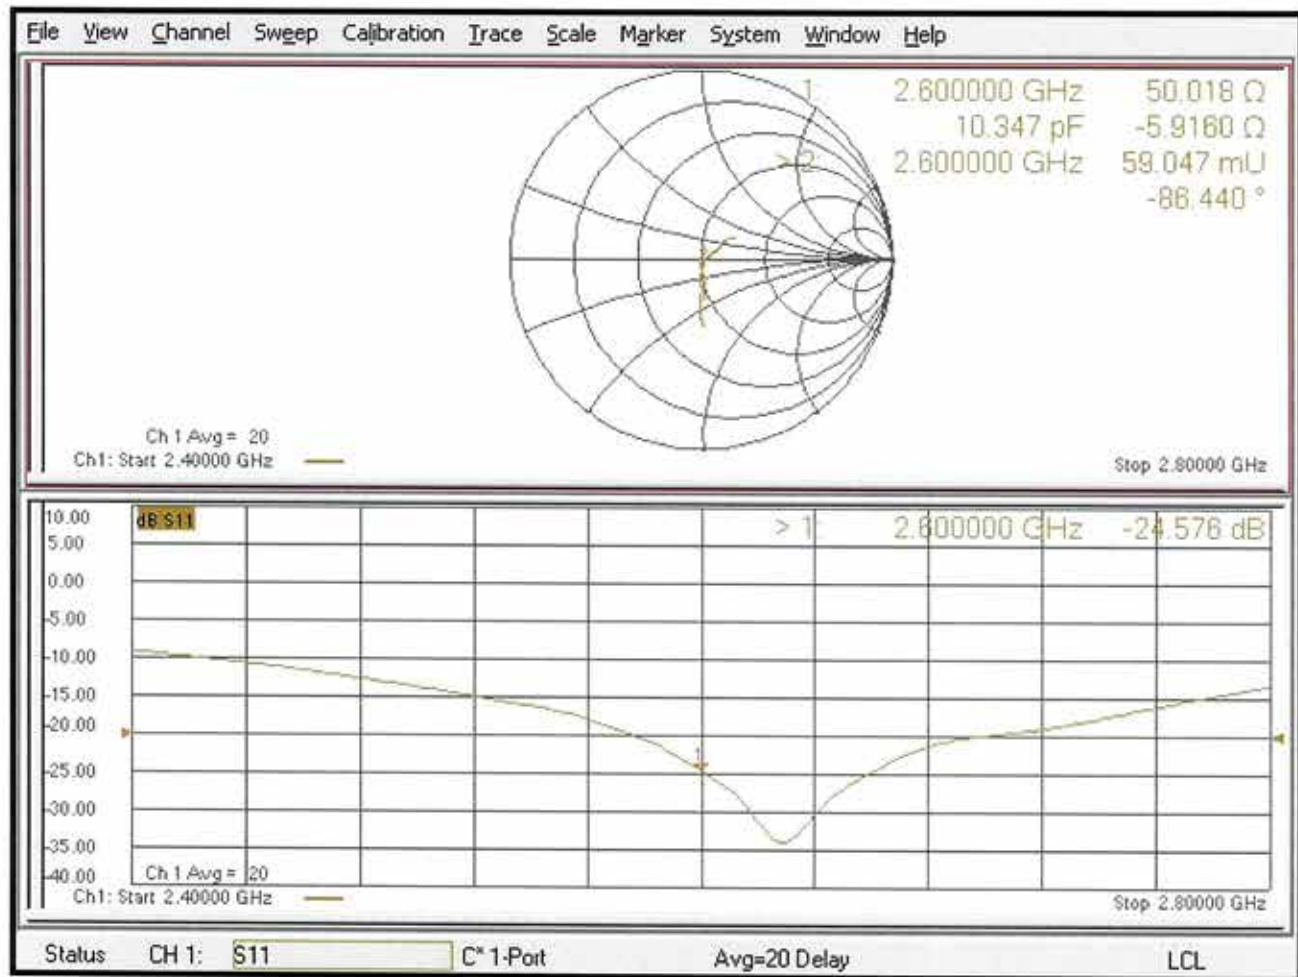 File View Channel Sweep Calibration Trace Scale Marker System Window Help
1: 2.600000 GHz 50.018 Ω
10.347 pF -5.9160 Ω
> 2: 2.600000 GHz 59.047 mU
-86.440 °
Ch 1 Avg = 20
Ch1: Start 2.40000 GHz
Stop 2.80000 GHz
10.00
dB S11
> 1: 2.600000 GHz -24.576 dB
5.00
0.00
-5.00
-10.00
-15.00
-20.00
1
-25.00
-30.00
-35.00
-40.00
Ch 1 Avg = 20
Ch1: Start 2.40000 GHz
Stop 2.80000 GHz
Status CH 1: S11 C* 1-Port Avg=20 Delay LCL